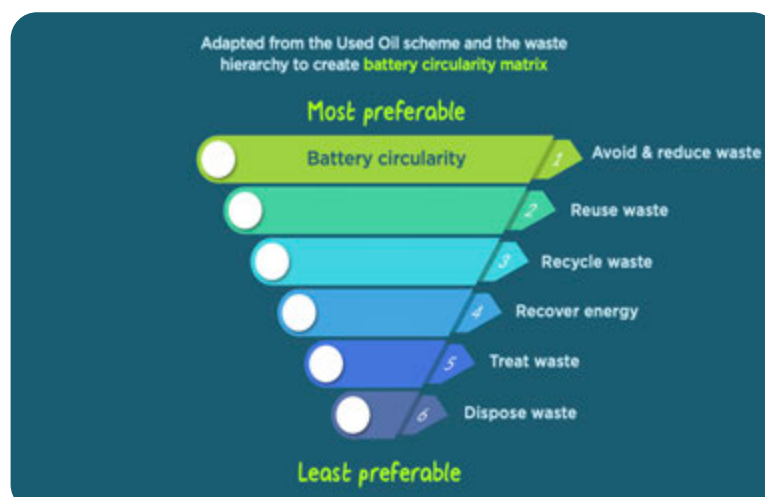 Adapted from the Used Oil scheme and the waste
hierarchy to create battery circularity matrix
Most preferable
Battery circularity
1
Avoid & reduce waste
2
Reuse waste
3
Recycle waste
4
Recover energy
5
Treat waste
6
Dispose waste
Least preferable